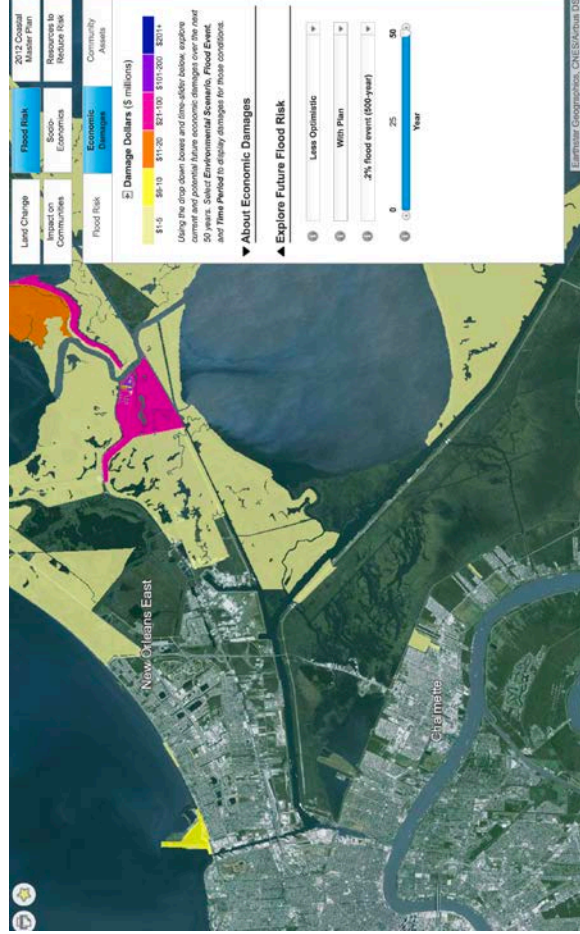 Land Change
Flood Risk
2012 Coastal
Master Plan
Impact on
Communities
Socio-
Economics
Resources to
Reduce Risk
Flood Risk
Economic
Damages
Community
Assets
Damage Dollars ($ millions)
$1-5 $6-10 $11-20 $21-100 $101-200 $201+
Using the drop down boxes and time-slider below, explore
current and potential future economic damages over the next
50 years. Select Environmental Scenario, Flood Event,
and Time Period to display damages for those conditions.
▼ About Economic Damages
▲ Explore Future Flood Risk
Less Optimistic
With Plan
.2% flood event (500-year)
0 25 50
Year
New Orleans East
Chalmette
Earthstar Geographics, CNES/Airbus DS